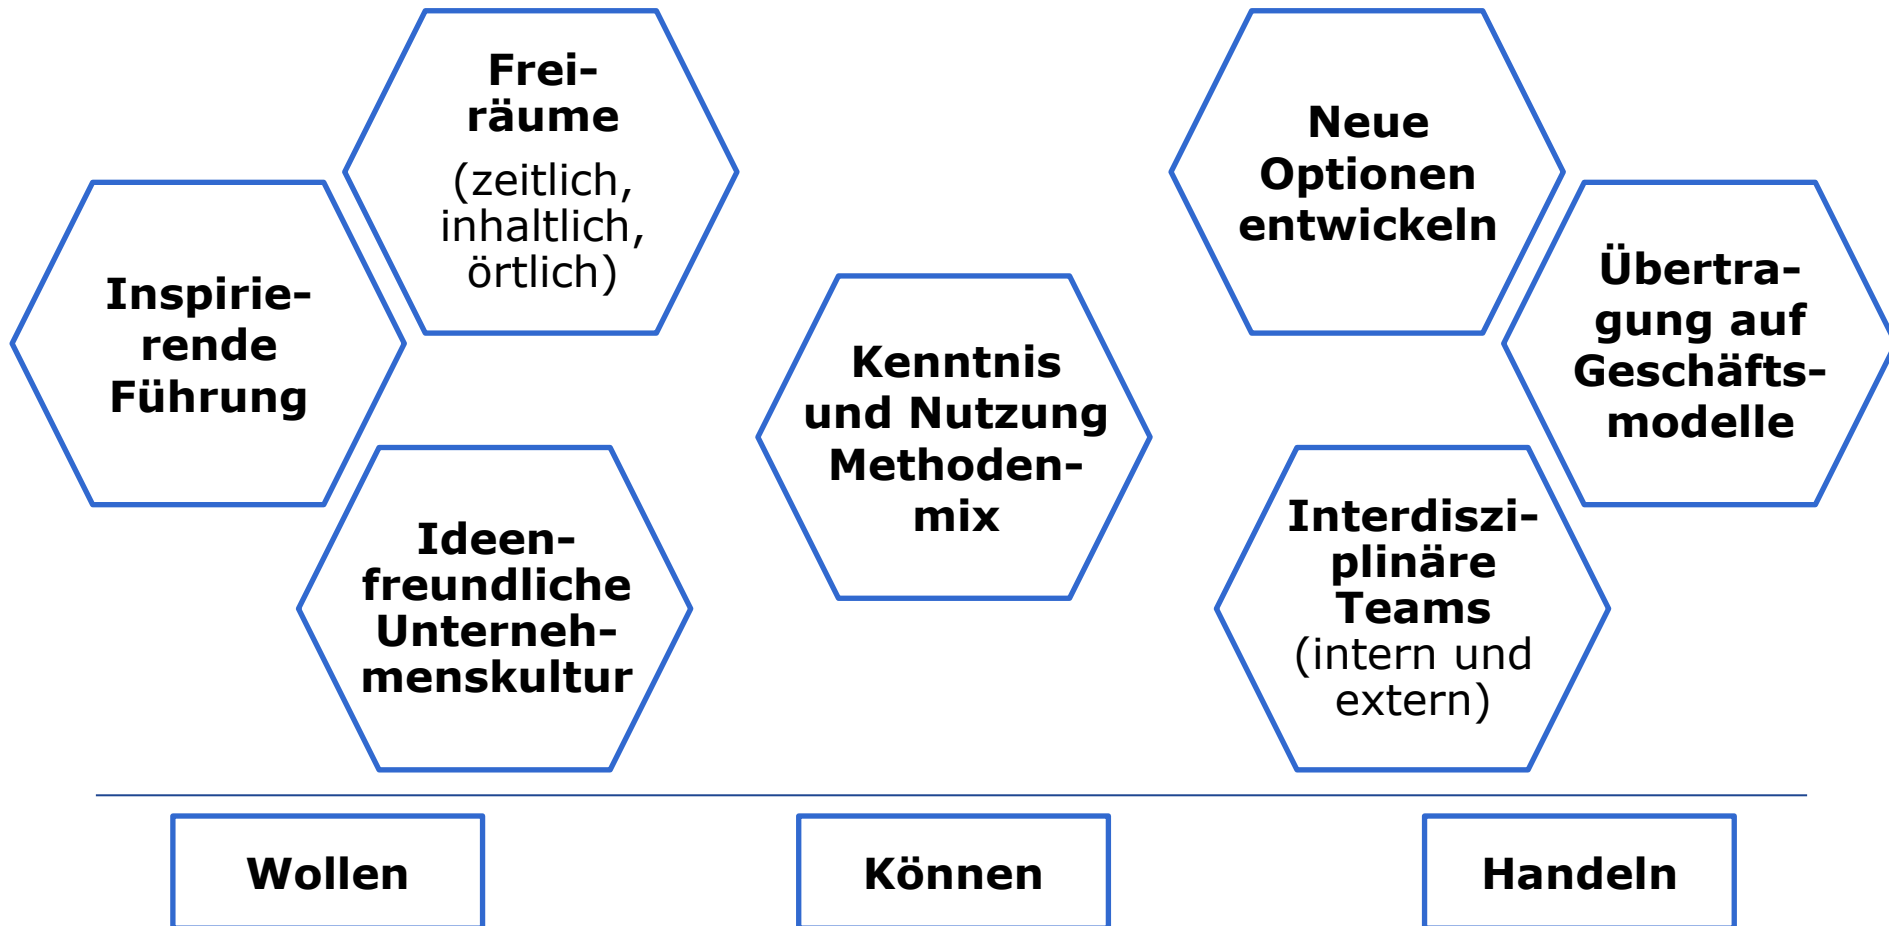 Frei-
räume
(zeitlich,
inhaltlich,
örtlich)
Inspirie-
rende
Führung
Ideen-
freundliche
Unterneh-
menskultur
Kenntnis
und Nutzung
Methoden-
mix
Neue
Optionen
entwickeln
Übertra-
gung auf
Geschäfts-
modelle
Interdiszi-
plinäre
Teams
(intern und
extern)
Wollen
Können
Handeln